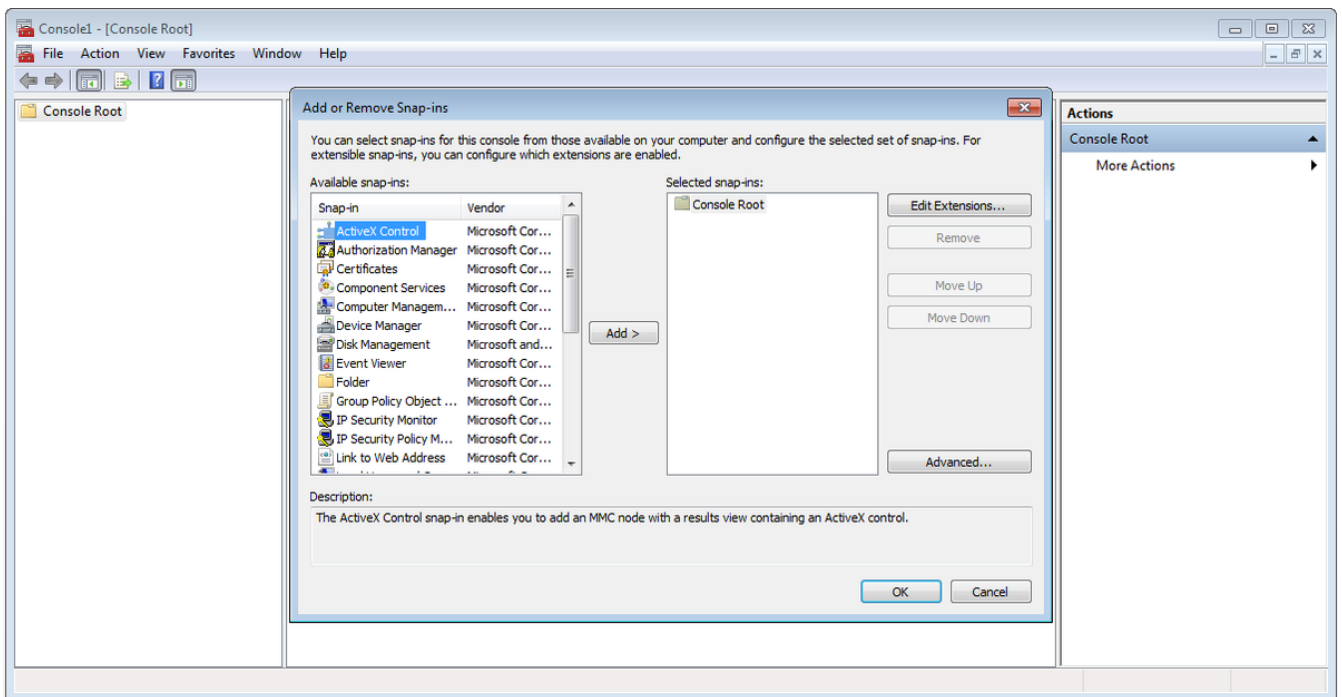 Console1 - [Console Root]
File Action View Favorites Window Help
Console Root
Add or Remove Snap-ins
You can select snap-ins for this console from those available on your computer and configure the selected set of snap-ins. For
extensible snap-ins, you can configure which extensions are enabled.
Available snap-ins:
Snap-in Vendor
ActiveX Control Microsoft Cor...
Authorization Manager Microsoft Cor...
Certificates Microsoft Cor...
Component Services Microsoft Cor...
Computer Managem... Microsoft Cor...
Device Manager Microsoft Cor...
Disk Management Microsoft and...
Event Viewer Microsoft Cor...
Folder Microsoft Cor...
Group Policy Object ... Microsoft Cor...
IP Security Monitor Microsoft Cor...
IP Security Policy M... Microsoft Cor...
Link to Web Address Microsoft Cor...
Add >
Selected snap-ins:
Console Root
Edit Extensions...
Remove
Move Up
Move Down
Advanced...
Description:
The ActiveX Control snap-in enables you to add an MMC node with a results view containing an ActiveX control.
OK Cancel
Actions
Console Root
More Actions